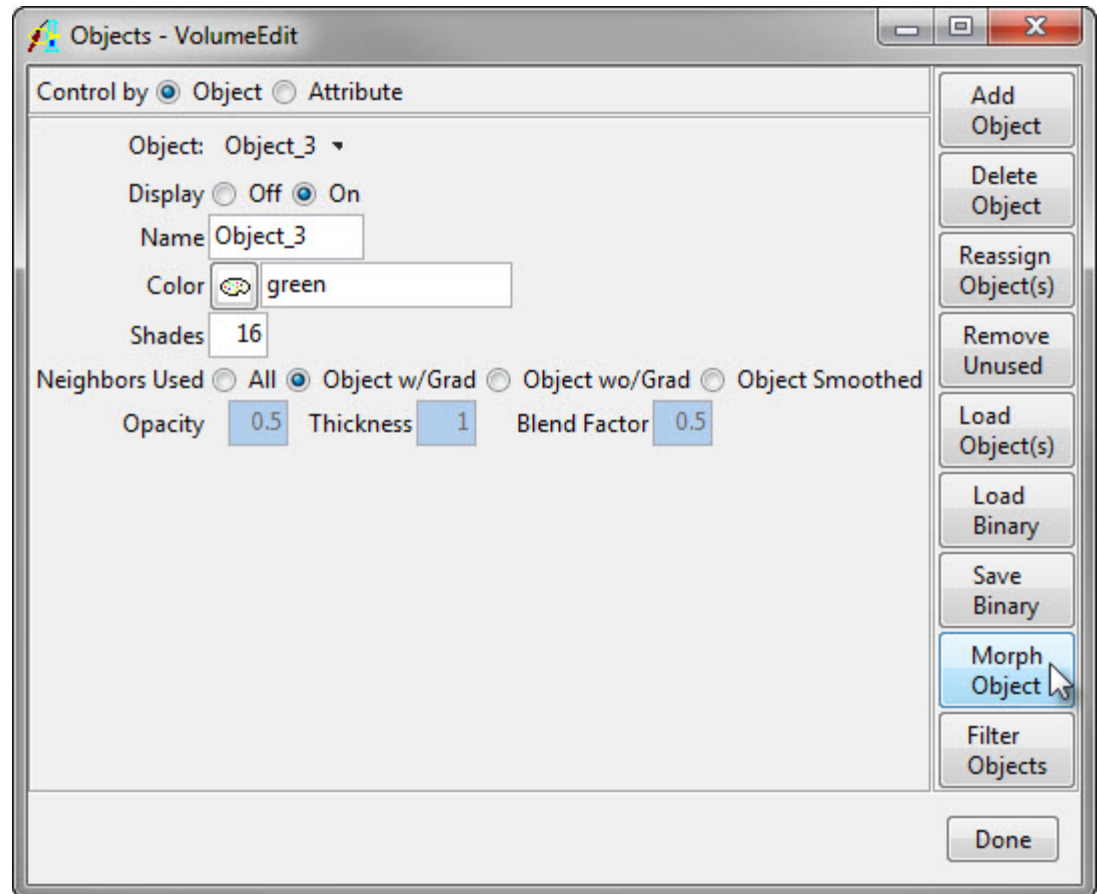 Objects - VolumeEdit
Control by Object Attribute
Object: Object_3
Display Off On
Name Object_3
Color green
Shades 16
Neighbors Used All Object w/Grad Object wo/Grad Object Smoothed
Opacity 0.5 Thickness 1 Blend Factor 0.5
Add
Object
Delete
Object
Reassign
Object(s)
Remove
Unused
Load
Object(s)
Load
Binary
Save
Binary
Morph
Object
Filter
Objects
Done